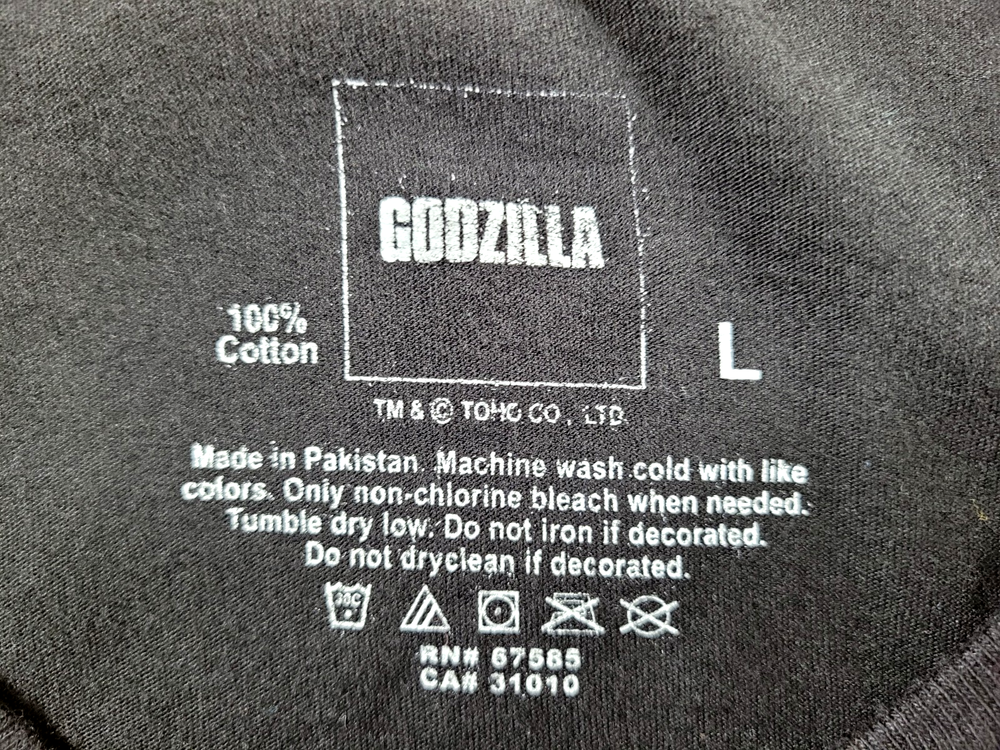 GODZILLA
100%
Cotton
L
TM & © TOHO CO., LTD.
Made in Pakistan. Machine wash cold with like
colors. Only non-chlorine bleach when needed.
Tumble dry low. Do not iron if decorated.
Do not dryclean if decorated.
30C
RN# 67585
CA# 31010